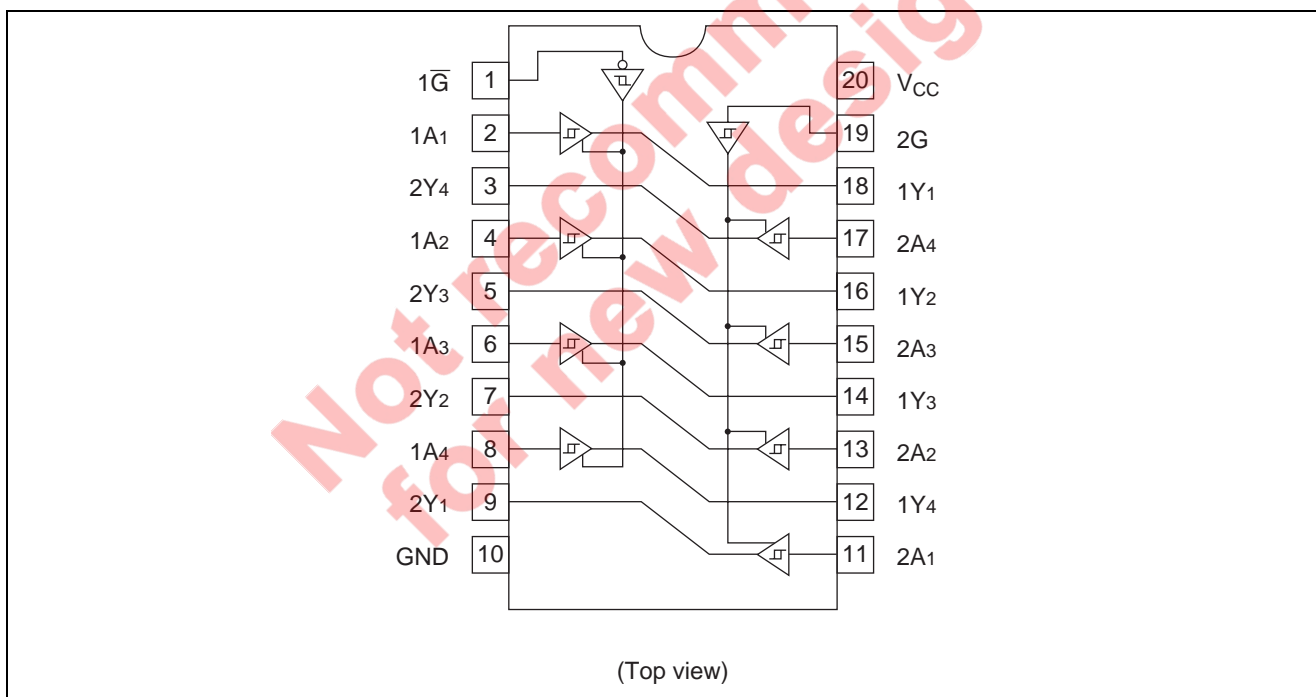 Not recomm
for new desig
1G̅ 1 20 VCC
1A1 2 19 2G
2Y4 3 18 1Y1
1A2 4 17 2A4
2Y3 5 16 1Y2
1A3 6 15 2A3
2Y2 7 14 1Y3
1A4 8 13 2A2
2Y1 9 12 1Y4
GND 10 11 2A1
(Top view)